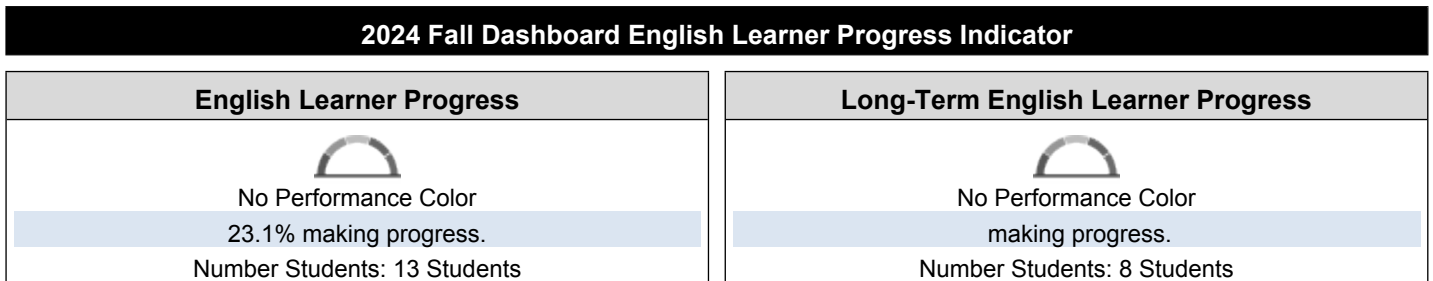 2024 Fall Dashboard English Learner Progress Indicator
English Learner Progress
No Performance Color
23.1% making progress.
Number Students: 13 Students
Long-Term English Learner Progress
No Performance Color
making progress.
Number Students: 8 Students